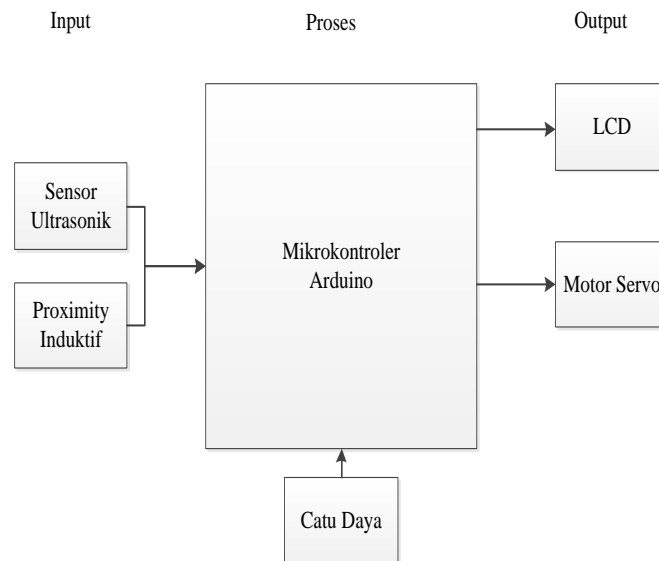 Input
Proses
Output
LCD
Sensor
Ultrasonik
Mikrokontroler
Arduino
Motor Servo
Proximity
Induktif
Catu Daya